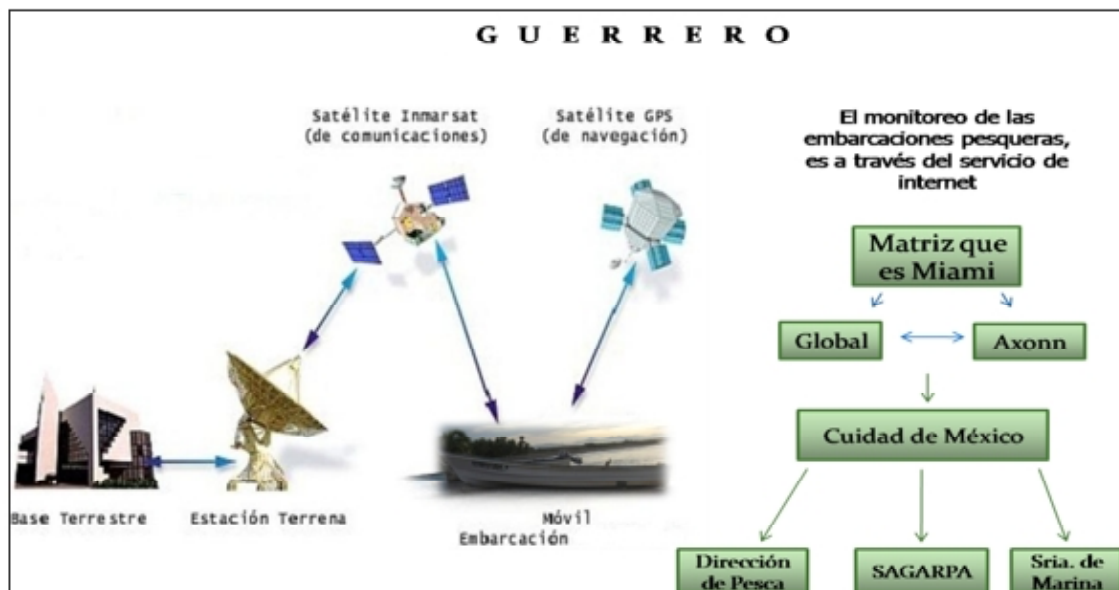 G U E R R E R O
Satélite Inmarsat
(de comunicaciones)
Satélite GPS
(de navegación)
Base Terrestre
Estación Terrena
Móvil
Embarcación
El monitoreo de las
embarcaciones pesqueras,
es a través del servicio de
internet
Matriz que
es Miami
Global
Axonn
Cuidad de México
Dirección
de Pesca
SAGARPA
Sria. de
Marina